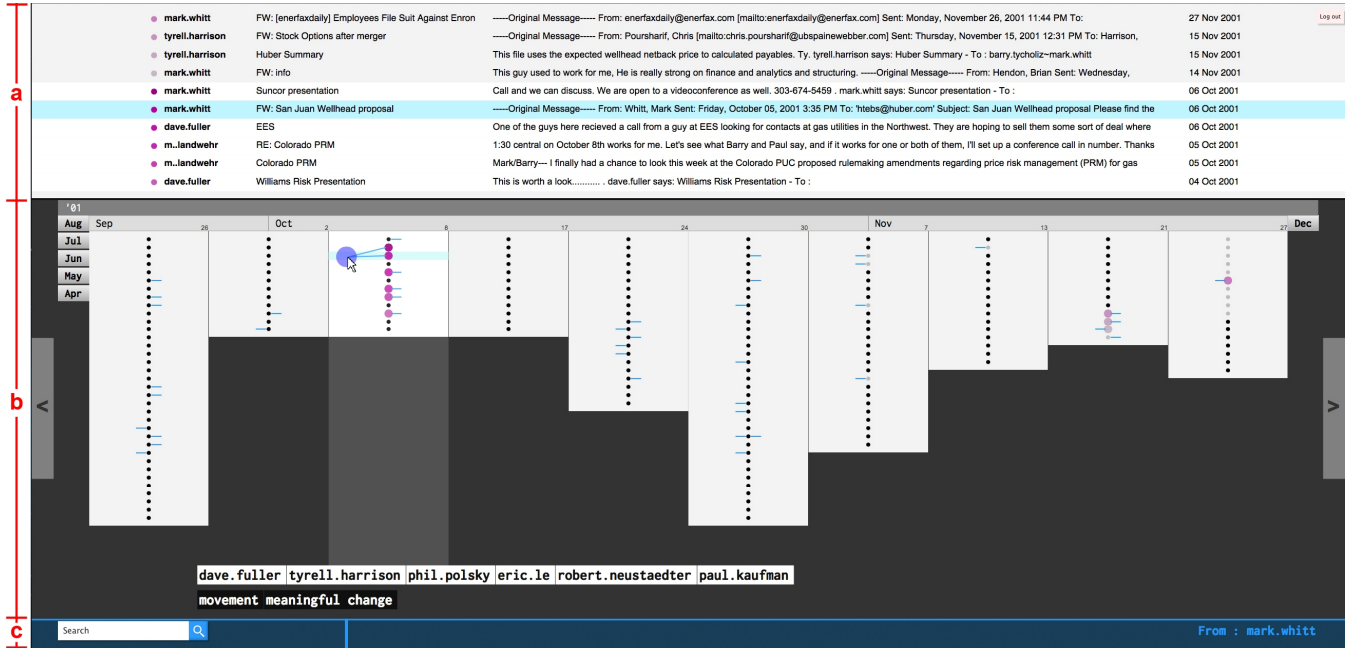 mark.whitt FW: [enerfaxdaily] Employees File Suit Against Enron -----Original Message----- From: enerfaxdaily@enerfax.com [mailto:enerfaxdaily@enerfax.com] Sent: Monday, November 26, 2001 11:44 PM To: 27 Nov 2001
Log out
tyrell.harrison FW: Stock Options after merger -----Original Message----- From: Poursharif, Chris [mailto:chris.poursharif@ubspainewebber.com] Sent: Thursday, November 15, 2001 12:31 PM To: Harrison, 15 Nov 2001
tyrell.harrison Huber Summary This file uses the expected wellhead netback price to calculated payables. Ty. tyrell.harrison says: Huber Summary - To : barry.tycholiz~mark.whitt 15 Nov 2001
mark.whitt FW: info This guy used to work for me, He is really strong on finance and analytics and structuring. -----Original Message----- From: Hendon, Brian Sent: Wednesday, 14 Nov 2001
a
mark.whitt Suncor presentation Call and we can discuss. We are open to a videoconference as well. 303-674-5459 . mark.whitt says: Suncor presentation - To : 06 Oct 2001
mark.whitt FW: San Juan Wellhead proposal -----Original Message----- From: Whitt, Mark Sent: Friday, October 05, 2001 3:35 PM To: 'htebs@huber.com' Subject: San Juan Wellhead proposal Please find the 06 Oct 2001
dave.fuller EES One of the guys here recieved a call from a guy at EES looking for contacts at gas utilities in the Northwest. They are hoping to sell them some sort of deal where 06 Oct 2001
m..landwehr RE: Colorado PRM 1:30 central on October 8th works for me. Let's see what Barry and Paul say, and if it works for one or both of them, I'll set up a conference call in number. Thanks 05 Oct 2001
m..landwehr Colorado PRM Mark/Barry--- I finally had a chance to look this week at the Colorado PUC proposed rulemaking amendments regarding price risk management (PRM) for gas 05 Oct 2001
dave.fuller Williams Risk Presentation This is worth a look........... . dave.fuller says: Williams Risk Presentation - To : 04 Oct 2001
'01
Aug Sep 26 Oct 2 8 17 24 30 Nov 7 13 21 27 Dec
Jul
Jun
May
Apr
b
< >
dave.fuller tyrell.harrison phil.polsky eric.le robert.neustaedter paul.kaufman
movement meaningful change
c
Search From : mark.whitt